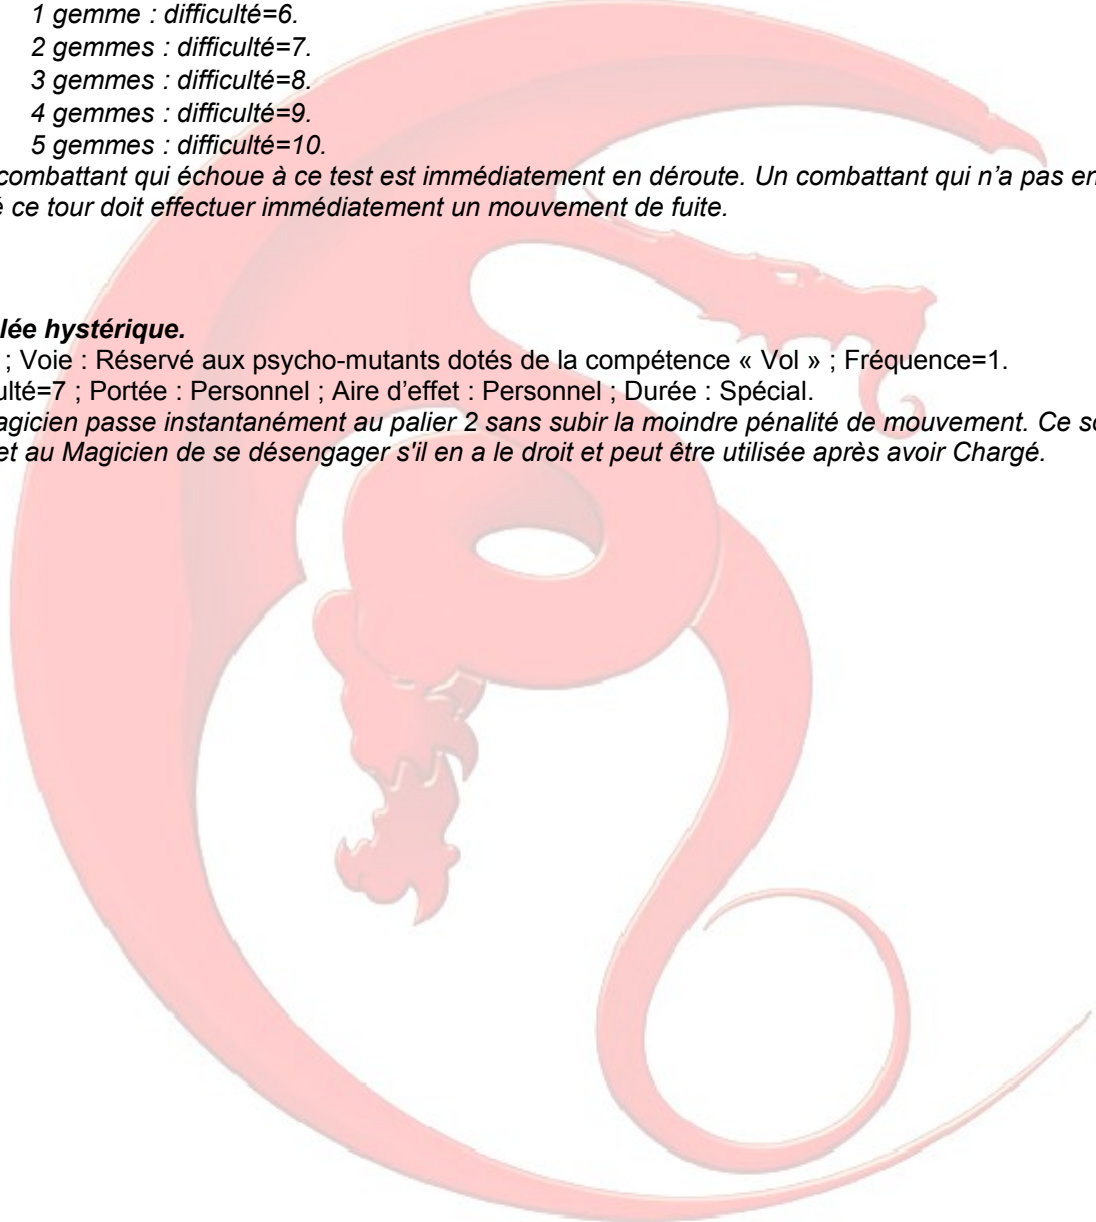 1 gemme : difficulté=6.
2 gemmes : difficulté=7.
3 gemmes : difficulté=8.
4 gemmes : difficulté=9.
5 gemmes : difficulté=10.
combattant qui échoue à ce test est immédiatement en déroute. Un combattant qui n’a pas en
é ce tour doit effectuer immédiatement un mouvement de fuite.
lée hystérique.
; Voie : Réservé aux psycho-mutants dotés de la compétence « Vol » ; Fréquence=1.
ulté=7 ; Portée : Personnel ; Aire d’effet : Personnel ; Durée : Spécial.
agicien passe instantanément au palier 2 sans subir la moindre pénalité de mouvement. Ce so
et au Magicien de se désengager s'il en a le droit et peut être utilisée après avoir Chargé.